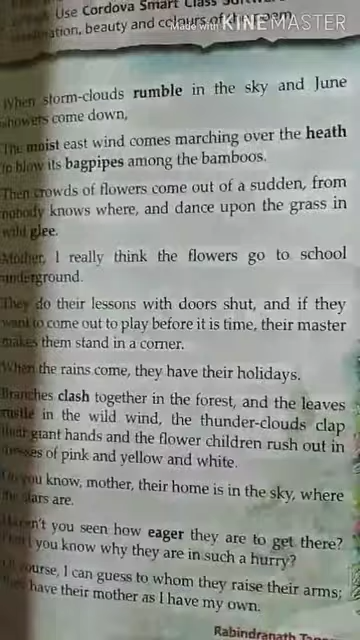 Use Cordova Smart Class
Made with KINEMASTER
beauty and colours of
When storm-clouds rumble in the sky and June
showers come down,
The moist east wind comes marching over the heath
to blow its bagpipes among the bamboos.
Then crowds of flowers come out of a sudden, from
nobody knows where, and dance upon the grass in
wild glee.
Mother, I really think the flowers go to school
underground.
They do their lessons with doors shut, and if they
want to come out to play before it is time, their master
makes them stand in a corner.
When the rains come, they have their holidays.
Branches clash together in the forest, and the leaves
rustle in the wild wind, the thunder-clouds clap
their giant hands and the flower children rush out in
dresses of pink and yellow and white.
Do you know, mother, their home is in the sky, where
the stars are.
Haven't you seen how eager they are to get there?
Don't you know why they are in such a hurry?
Of course, I can guess to whom they raise their arms;
they have their mother as I have my own.
Rabindranath